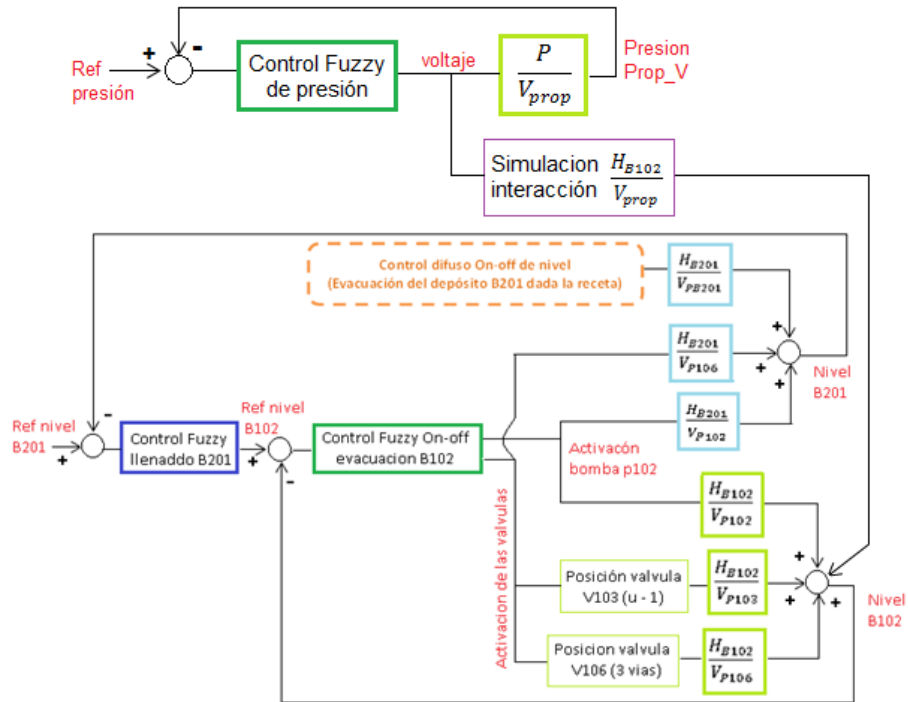 +
-
Ref
presión
Control Fuzzy
de presión
voltaje
P
V_prop
Presion
Prop_V
Simulacion
interacción
H_B102
V_prop
Control difuso On-off de nivel
(Evacuación del depósito B201 dada la receta)
H_B201
V_PB201
+
H_B201
V_P106
+
+
Nivel
B201
H_B201
V_P102
-
Ref nivel
B201
+
Control Fuzzy
llenaddo B201
Ref nivel
B102
+
-
Control Fuzzy On-off
evacuacion B102
Activacón
bomba p102
Activacion de las valvulas
H_B102
V_P102
+
Posición valvula
V103 (u - 1)
H_B102
V_P103
+
+
Nivel
B102
Posicion valvula
V106 (3 vias)
H_B102
V_P106